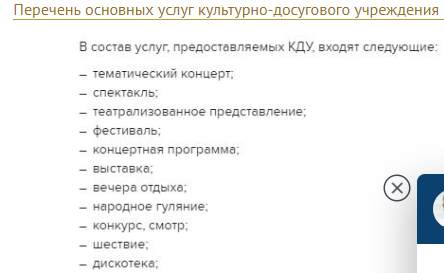 Перечень основных услуг культурно-досугового учреждения
В состав услуг, предоставляемых КДУ, входят следующие:
– тематический концерт;
– спектакль;
– театрализованное представление;
– фестиваль;
– концертная программа;
– выставка;
– вечера отдыха;
– народное гуляние;
– конкурс, смотр;
– шествие;
– дискотека;